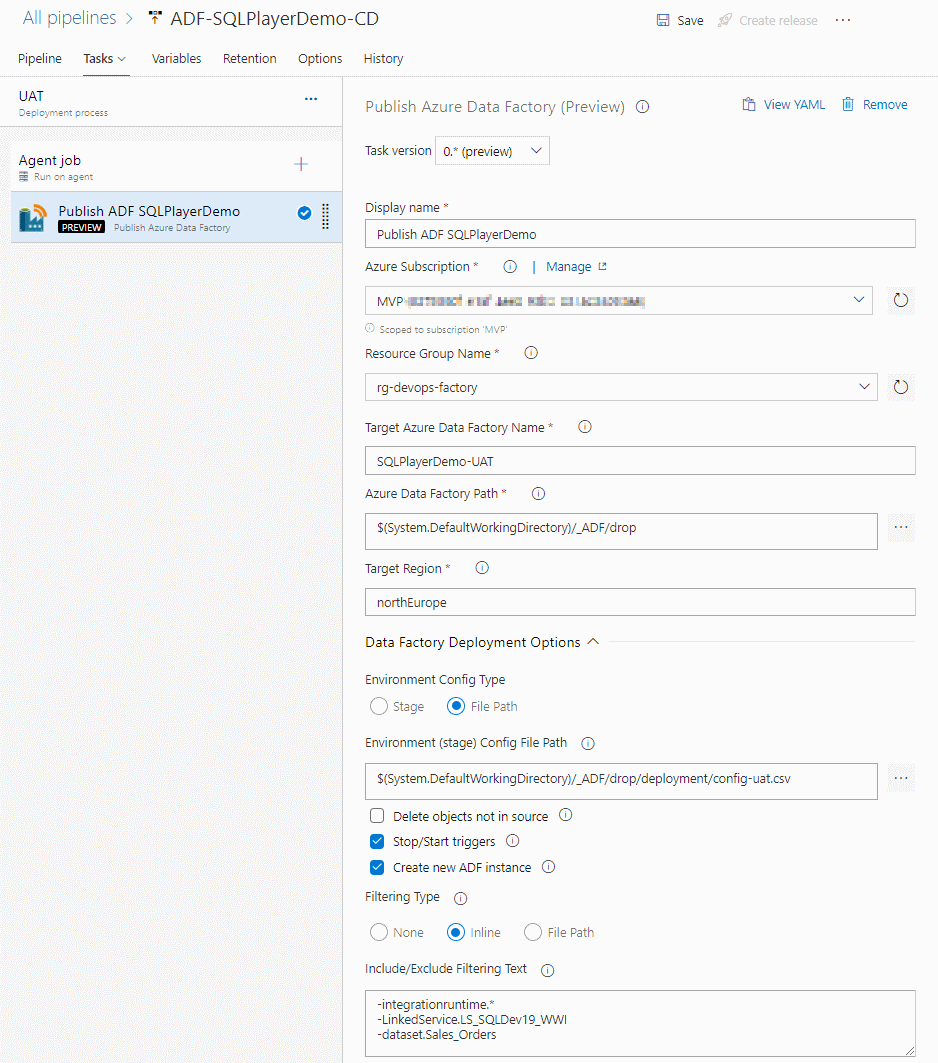 All pipelines > ADF-SQLPlayerDemo-CD
Save
Create release
...
Pipeline
Tasks
Variables
Retention
Options
History
UAT
...
Deployment process
Agent job
Run on agent
Publish ADF SQLPlayerDemo
PREVIEW Publish Azure Data Factory
Publish Azure Data Factory (Preview)
View YAML
Remove
Task version 0.* (preview)
Display name *
Publish ADF SQLPlayerDemo
Azure Subscription * | Manage
MVP
Scoped to subscription 'MVP'
Resource Group Name *
rg-devops-factory
Target Azure Data Factory Name *
SQLPlayerDemo-UAT
Azure Data Factory Path *
$(System.DefaultWorkingDirectory)/_ADF/drop
...
Target Region *
northEurope
Data Factory Deployment Options
Environment Config Type
Stage File Path
Environment (stage) Config File Path
$(System.DefaultWorkingDirectory)/_ADF/drop/deployment/config-uat.csv
...
Delete objects not in source
Stop/Start triggers
Create new ADF instance
Filtering Type
None Inline File Path
Include/Exclude Filtering Text
-integrationruntime.*
-LinkedService.LS_SQLDev19_WWI
-dataset.Sales_Orders